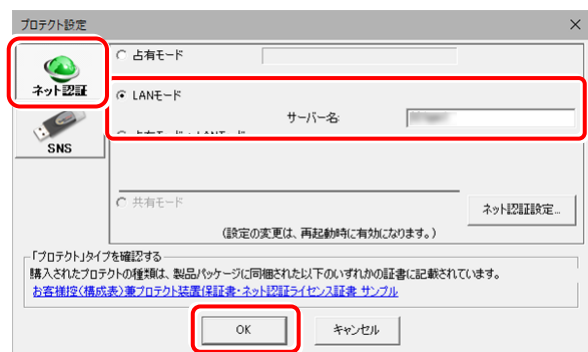 プロテクト設定
ネット認証
SNS
占有モード
LANモード
サーバー名:
共有モード
ネット認証設定...
(設定の変更は、再起動時に有効になります。)
「プロテクト」タイプを確認する
購入されたプロテクトの種類は、製品パッケージに同梱された以下のいずれかの証書に記載されています。
お客様控(構成表)兼プロテクト装置保証書・ネット認証ライセンス証書 サンプル
OK
キャンセル